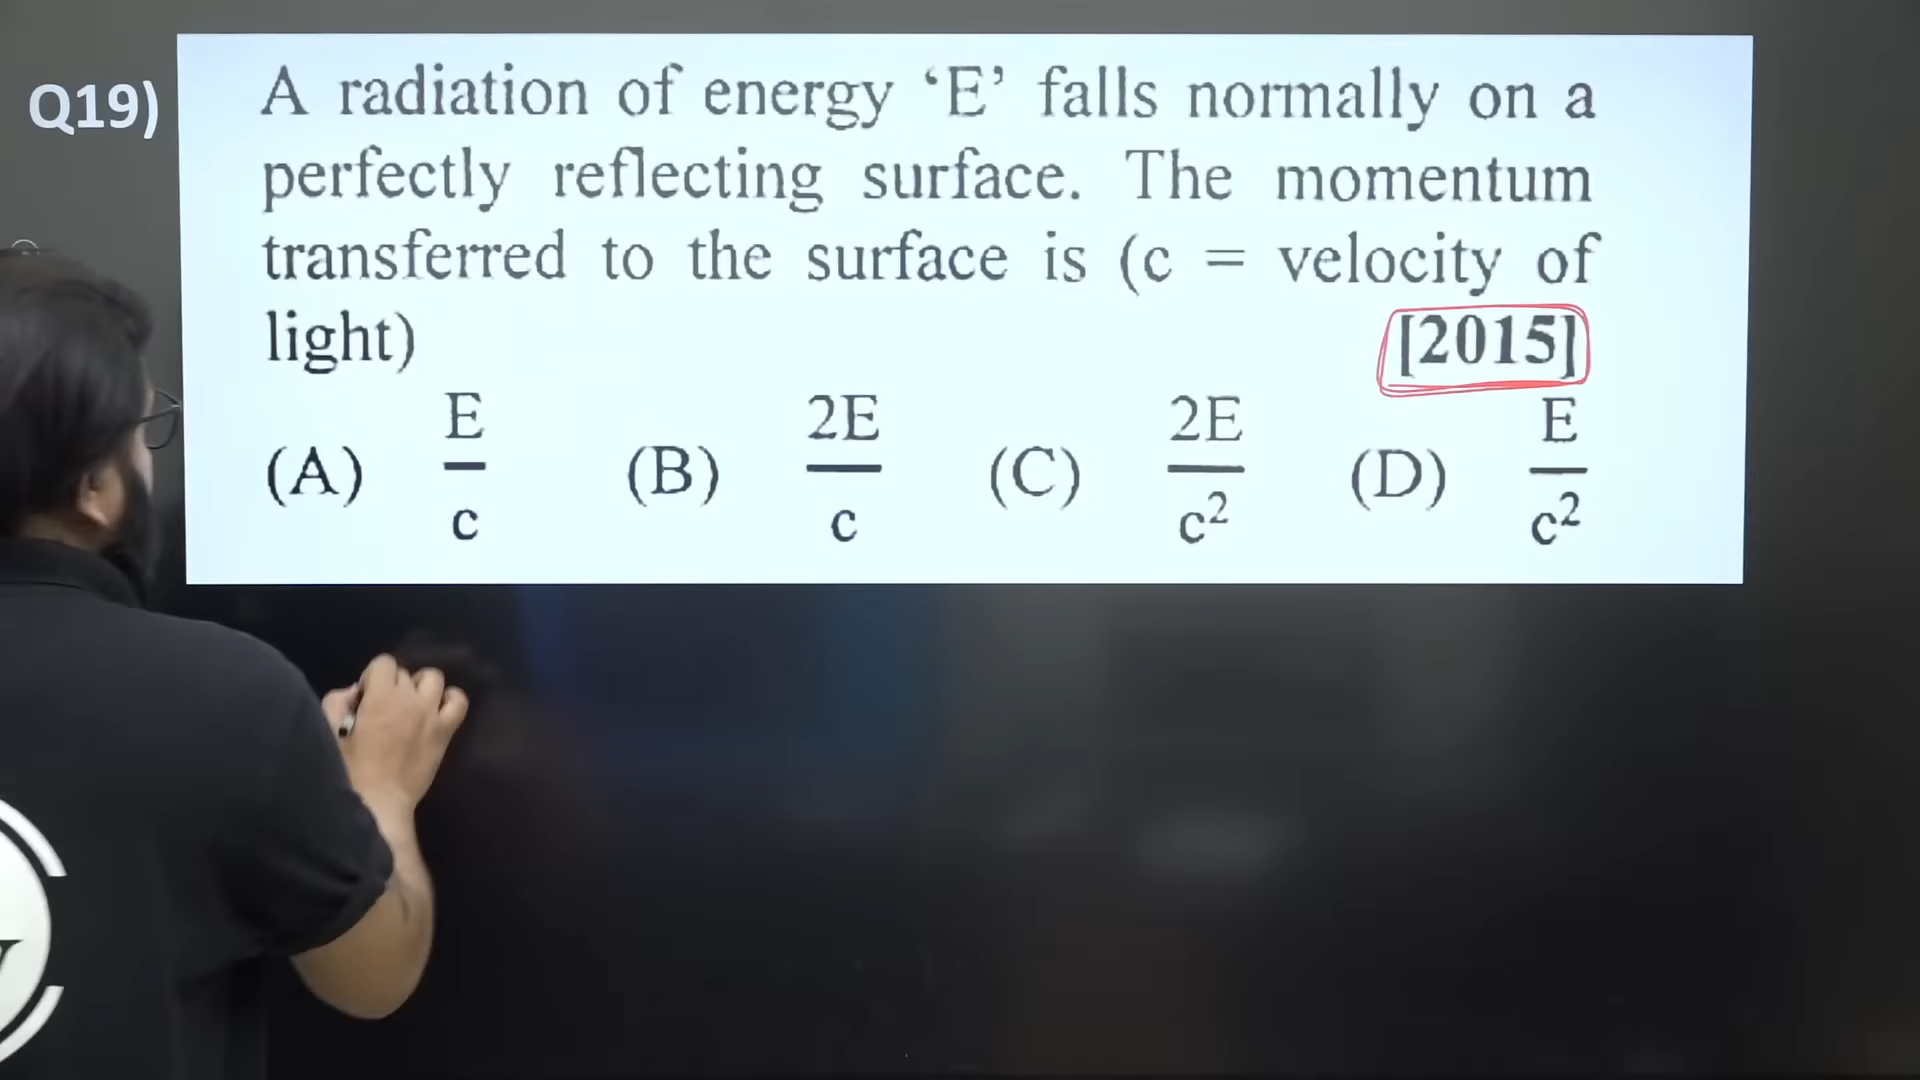 Q19)
A radiation of energy ‘E’ falls normally on a
perfectly reflecting surface. The momentum
transferred to the surface is (c = velocity of
light) [2015]
(A) E/c (B) 2E/c (C) 2E/c² (D) E/c²